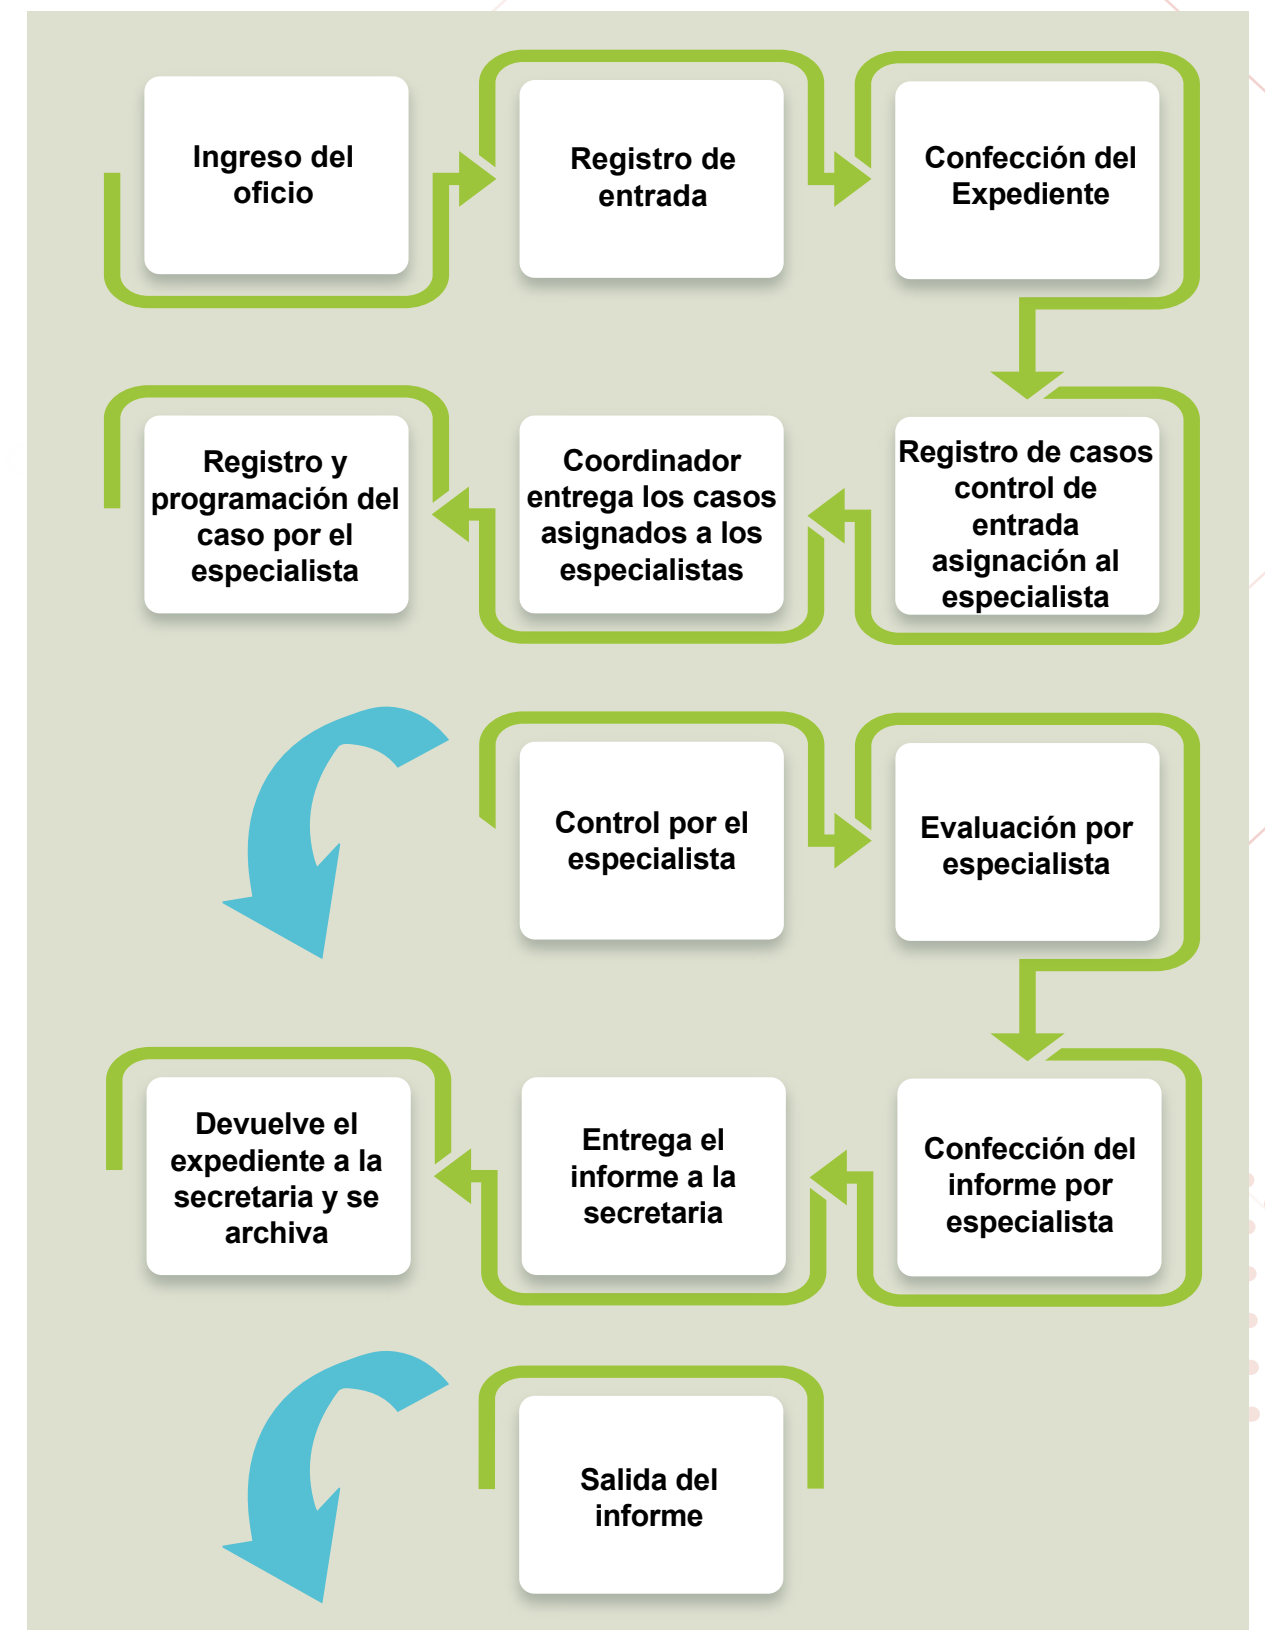 Ingreso del
oficio
Registro de
entrada
Confección del
Expediente
Registro de casos
control de
entrada
asignación al
especialista
Coordinador
entrega los casos
asignados a los
especialistas
Registro y
programación del
caso por el
especialista
Control por el
especialista
Evaluación por
especialista
Confección del
informe por
especialista
Entrega el
informe a la
secretaria
Devuelve el
expediente a la
secretaria y se
archiva
Salida del
informe